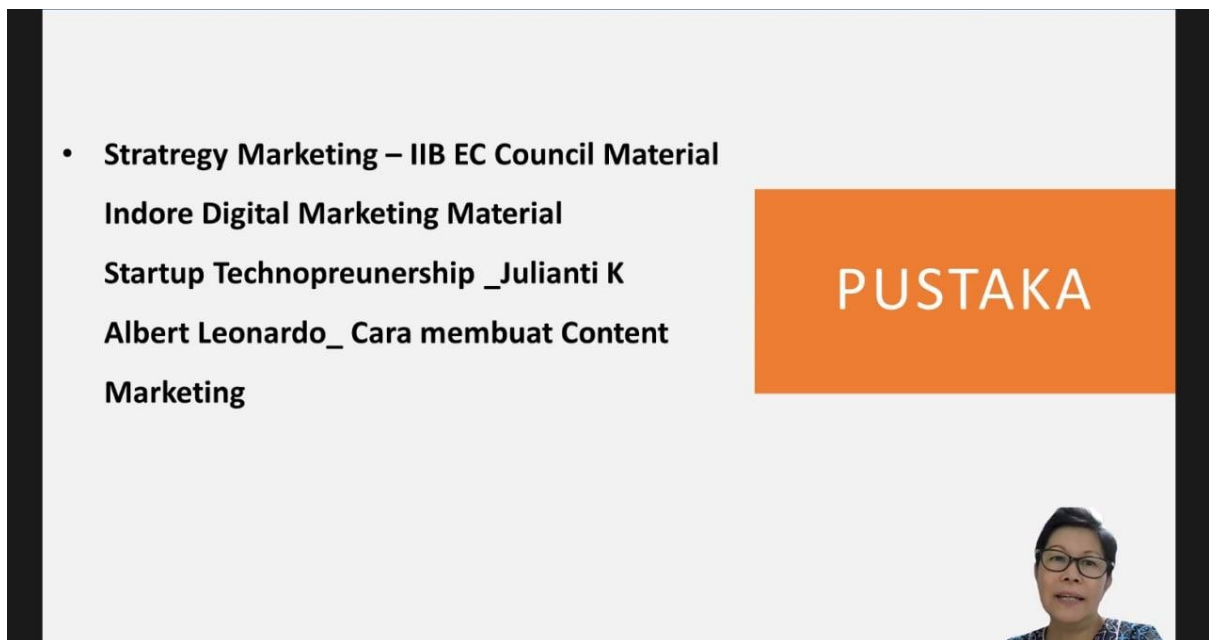 • Stratregy Marketing – IIB EC Council Material
Indore Digital Marketing Material
Startup Technopreunership _Julianti K
Albert Leonardo_ Cara membuat Content
Marketing
PUSTAKA